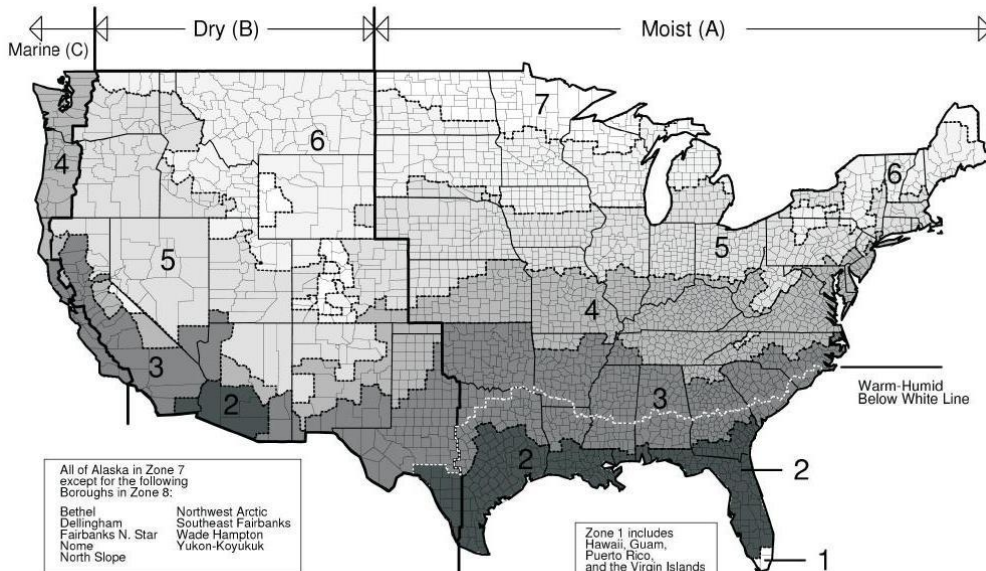 Dry (B)
Moist (A)
Marine (C)
7
6
4
6
5
5
4
3
3
Warm-Humid
Below White Line
2
2
2
All of Alaska in Zone 7
except for the following
Boroughs in Zone 8:
Bethel
Dellingham
Fairbanks N. Star
Nome
North Slope
Northwest Arctic
Southeast Fairbanks
Wade Hampton
Yukon-Koyukuk
Zone 1 includes
Hawaii, Guam,
Puerto Rico,
and the Virgin Islands
1